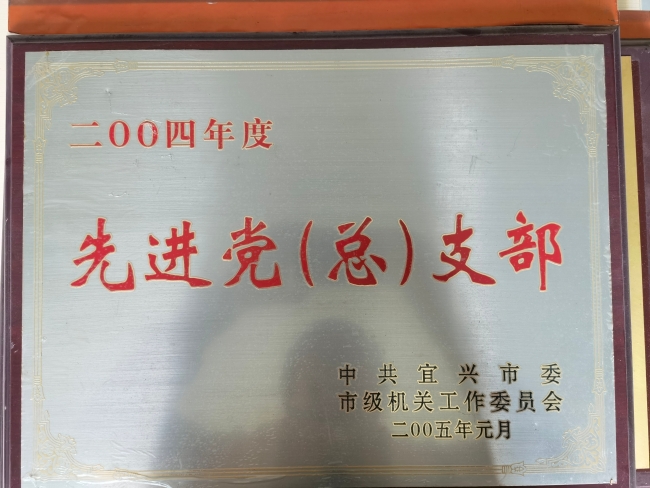 二OO四年度
先进党(总)支部
中共宜兴市委
市级机关工作委员会
二OO五年元月